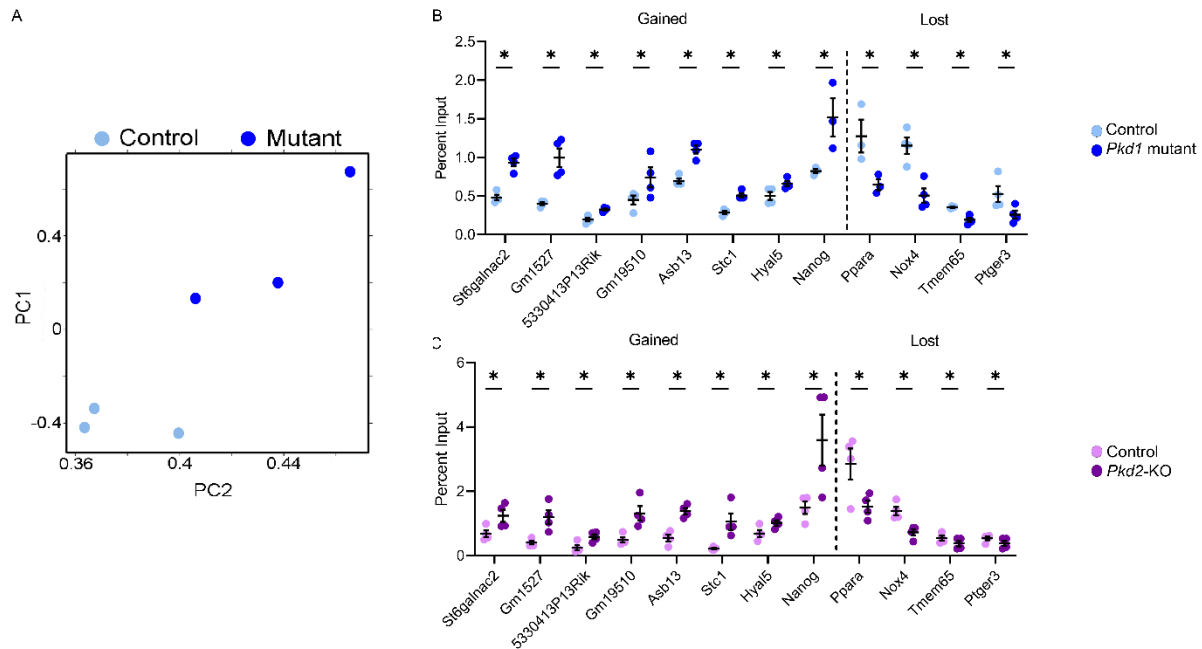 A
Control Mutant
PC1
0.4
0
-0.4
0.36 0.4 0.44
PC2
B
Gained Lost
* * * * * * * * * * * *
Percent Input
2.5
2.0
1.5
1.0
0.5
0.0
St6galnac2 Gm1527 5330413P13Rik Gm19510 Asb13 Stc1 Hyal5 Nanog Ppara Nox4 Tmem65 Ptger3
Control
Pkd1 mutant
C
Gained Lost
* * * * * * * * * * * *
Percent Input
6
4
2
0
St6galnac2 Gm1527 5330413P13Rik Gm19510 Asb13 Stc1 Hyal5 Nanog Ppara Nox4 Tmem65 Ptger3
Control
Pkd2-KO